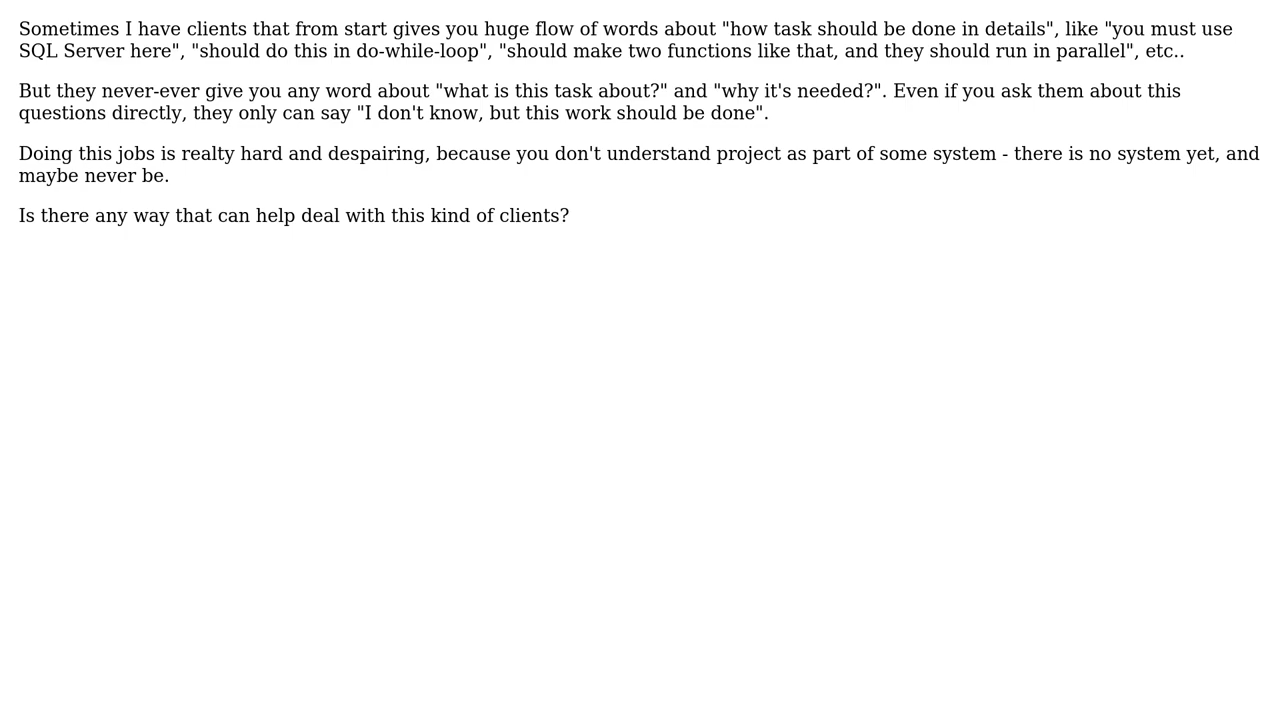 Sometimes I have clients that from start gives you huge flow of words about "how task should be done in details", like "you must use
SQL Server here", "should do this in do-while-loop", "should make two functions like that, and they should run in parallel", etc..
But they never-ever give you any word about "what is this task about?" and "why it's needed?". Even if you ask them about this
questions directly, they only can say "I don't know, but this work should be done".
Doing this jobs is realty hard and despairing, because you don't understand project as part of some system - there is no system yet, and
maybe never be.
Is there any way that can help deal with this kind of clients?